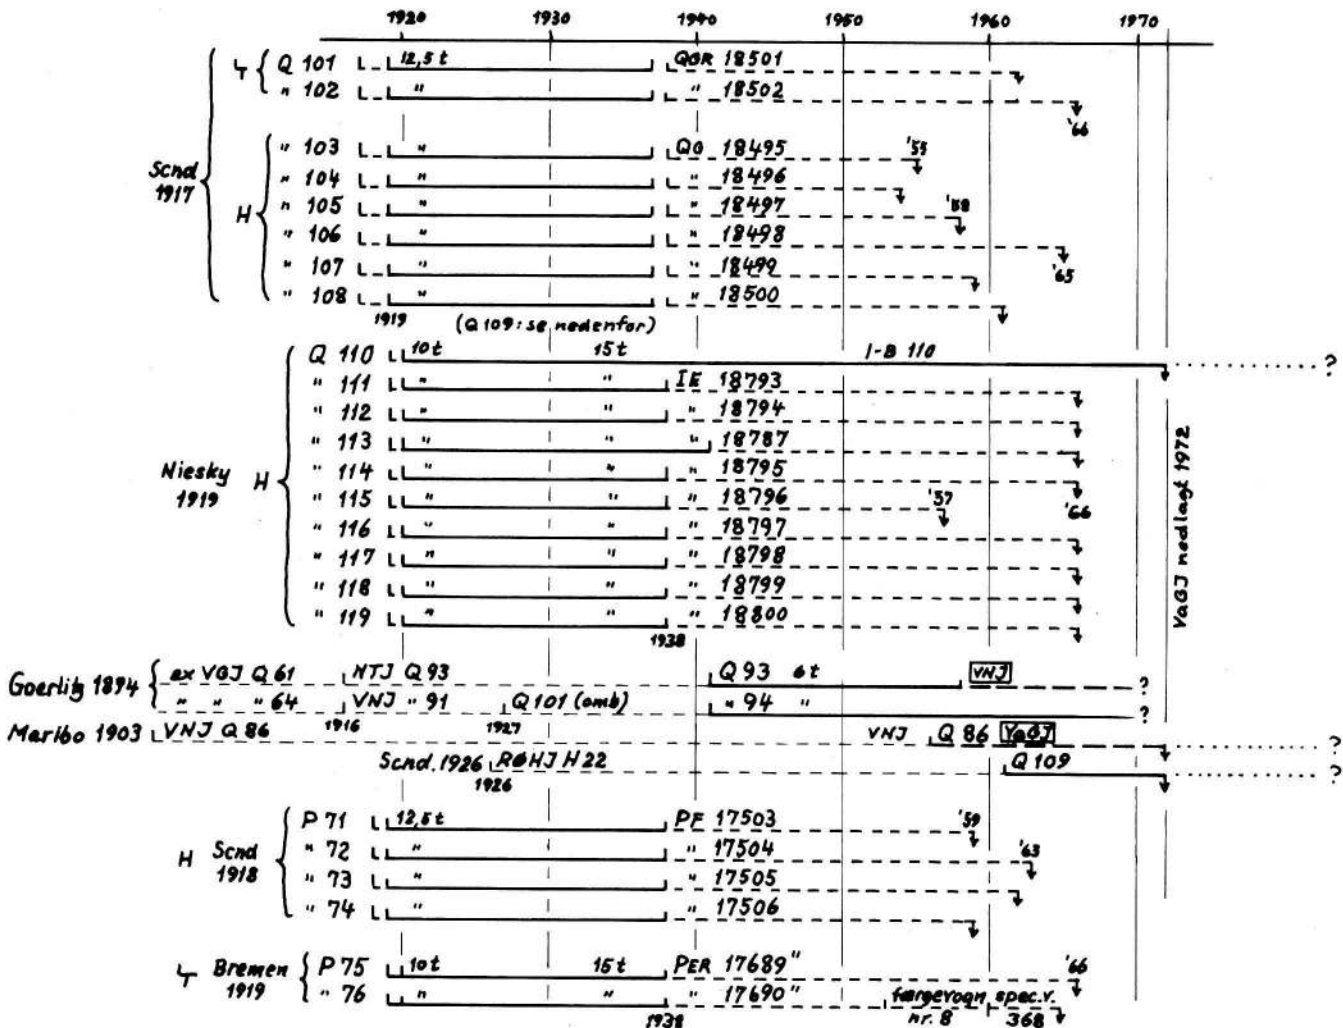 1920 1930 1940 1950 1960 1970
Ч { Q 101 12,5 t QGR 18501
" 102 " " 18502
'66
" 103 " QG 18495 '55
Scnd " 104 " " 18496
1917 H " 105 " " 18497 '58
" 106 " " 18498
" 107 " " 18499 '65
" 108 " " 18500
1919 (Q 109: se nedenfor)
Q 110 10t 15t I-B 110 ?
" 111 " " IE 18793
" 112 " " " 18794
" 113 " " " 18787
Niesky H " 114 " " " 18795
1919 " 115 " " " 18796 '57
'66
" 116 " " " 18797
" 117 " " " 18798
" 118 " " " 18799
" 119 " " " 18800
1938
VaGJ nedlagt 1972
Goerlitz 1894 ex VGJ Q 61 HTJ Q 93 Q 93 6t VNJ ?
" " " 64 VNJ " 91 Q 101 (omb) " 94 " ?
Maribo 1903 VNJ Q 86 1916 1927 VNJ Q 86 VaGJ ?
Scnd. 1926 RØHJ H 22 Q 109 ?
1926
P 71 12,5 t PF 17503 '59
H Scnd " 72 " " 17504 '63
1918 " 73 " " 17505
" 74 " " 17506
Ч Bremen P 75 10t 15t PER 17689" '66
1919 " 76 " " " 17690" færgevogn spec.v.
1938 nr. 8 368